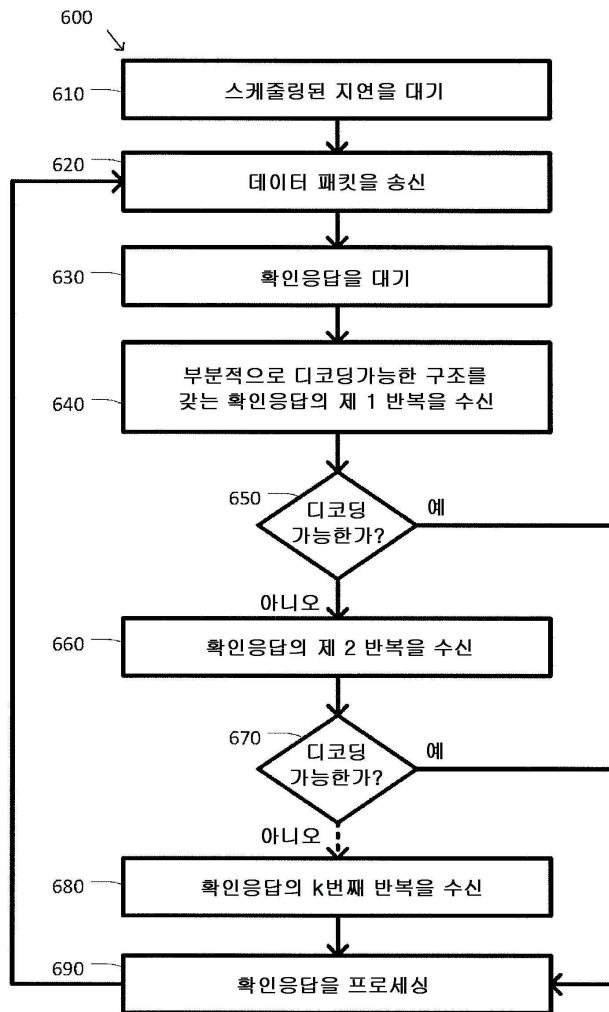 600
610
스케줄링된 지연을 대기
620
데이터 패킷을 송신
630
확인응답을 대기
640
부분적으로 디코딩가능한 구조를
갖는 확인응답의 제 1 반복을 수신
650
디코딩
가능한가?
예
아니오
660
확인응답의 제 2 반복을 수신
670
디코딩
가능한가?
예
아니오
680
확인응답의 k번째 반복을 수신
690
확인응답을 프로세싱